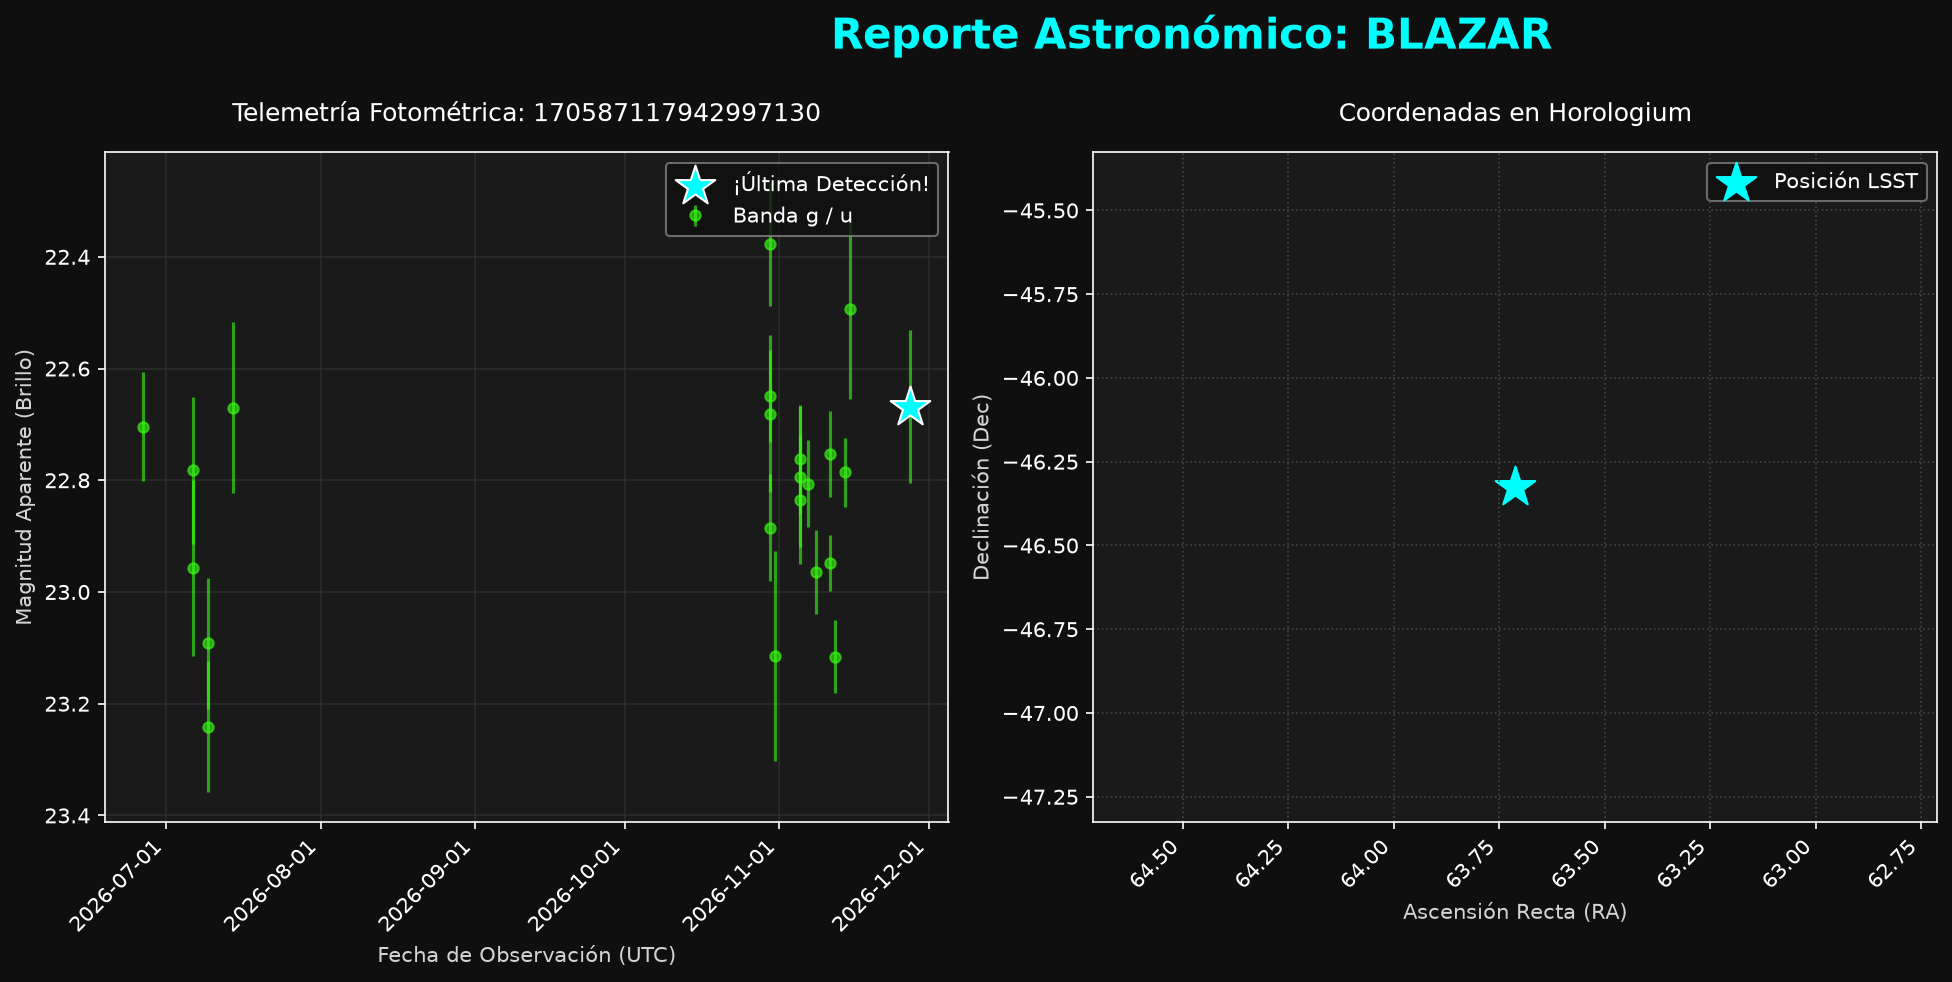 Reporte Astronómico: BLAZAR
Telemetría Fotométrica: 170587117942997130
¡Última Detección!
Banda g / u
Magnitud Aparente (Brillo)
22.4
22.6
22.8
23.0
23.2
23.4
2026-07-01
2026-08-01
2026-09-01
2026-10-01
2026-11-01
2026-12-01
Fecha de Observación (UTC)
Coordenadas en Horologium
Posición LSST
Declinación (Dec)
−45.50
−45.75
−46.00
−46.25
−46.50
−46.75
−47.00
−47.25
64.50
64.25
64.00
63.75
63.50
63.25
63.00
62.75
Ascensión Recta (RA)